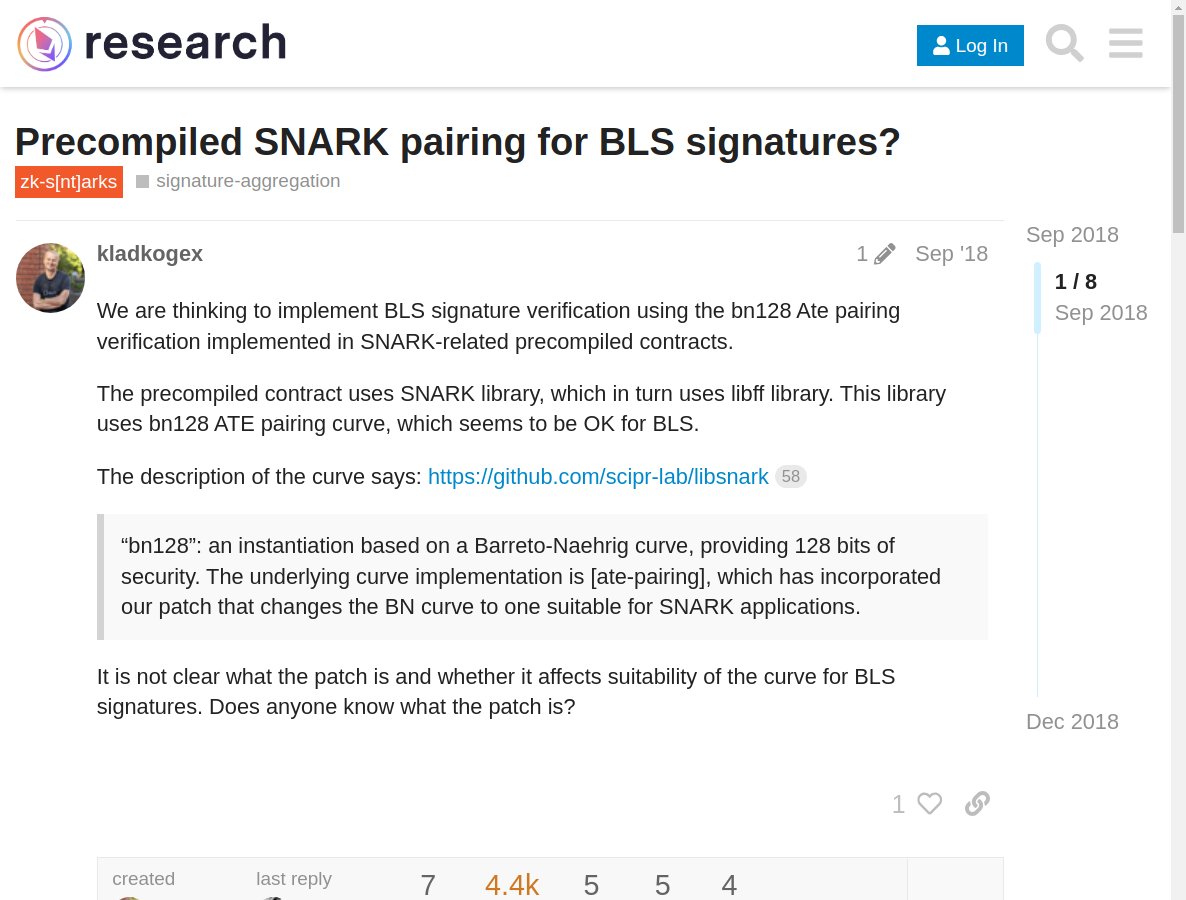 research
Log In
Precompiled SNARK pairing for BLS signatures?
zk-s[nt]arks signature-aggregation
kladkogex 1 Sep '18
We are thinking to implement BLS signature verification using the bn128 Ate pairing
verification implemented in SNARK-related precompiled contracts.
The precompiled contract uses SNARK library, which in turn uses libff library. This library
uses bn128 ATE pairing curve, which seems to be OK for BLS.
The description of the curve says: https://github.com/scipr-lab/libsnark 58
“bn128”: an instantiation based on a Barreto-Naehrig curve, providing 128 bits of
security. The underlying curve implementation is [ate-pairing], which has incorporated
our patch that changes the BN curve to one suitable for SNARK applications.
It is not clear what the patch is and whether it affects suitability of the curve for BLS
signatures. Does anyone know what the patch is?
1
created last reply 7 4.4k 5 5 4
Sep 2018
1 / 8
Sep 2018
Dec 2018